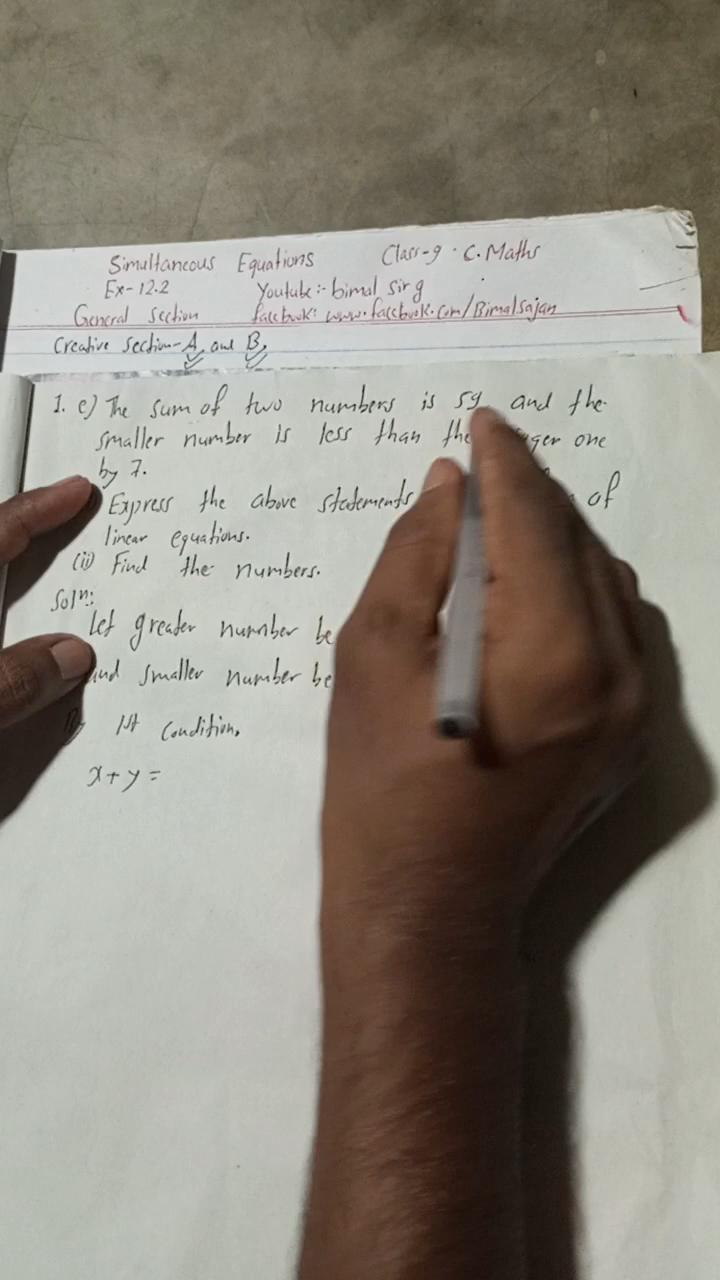 Simultaneous Equations Class-9 . C. Maths
Ex-12.2 Youtube:- bimal sir g
General Section facebook: www.facebook.com/Bimalsajan
Creative Section-A, and B,
1. e) The sum of two numbers is 59 and the
smaller number is less than the one
by 7.
Express the above statements of
linear equations.
(ii) Find the numbers.
Soln:
Let greater number be
and smaller number be
1st Condition,
x+y=